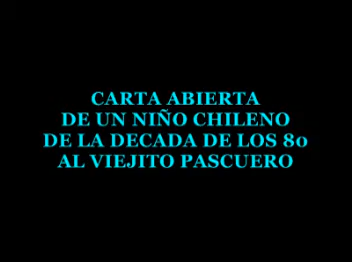 CARTA ABIERTA
DE UN NIÑO CHILENO
DE LA DECADA DE LOS 80
AL VIEJITO PASCUERO